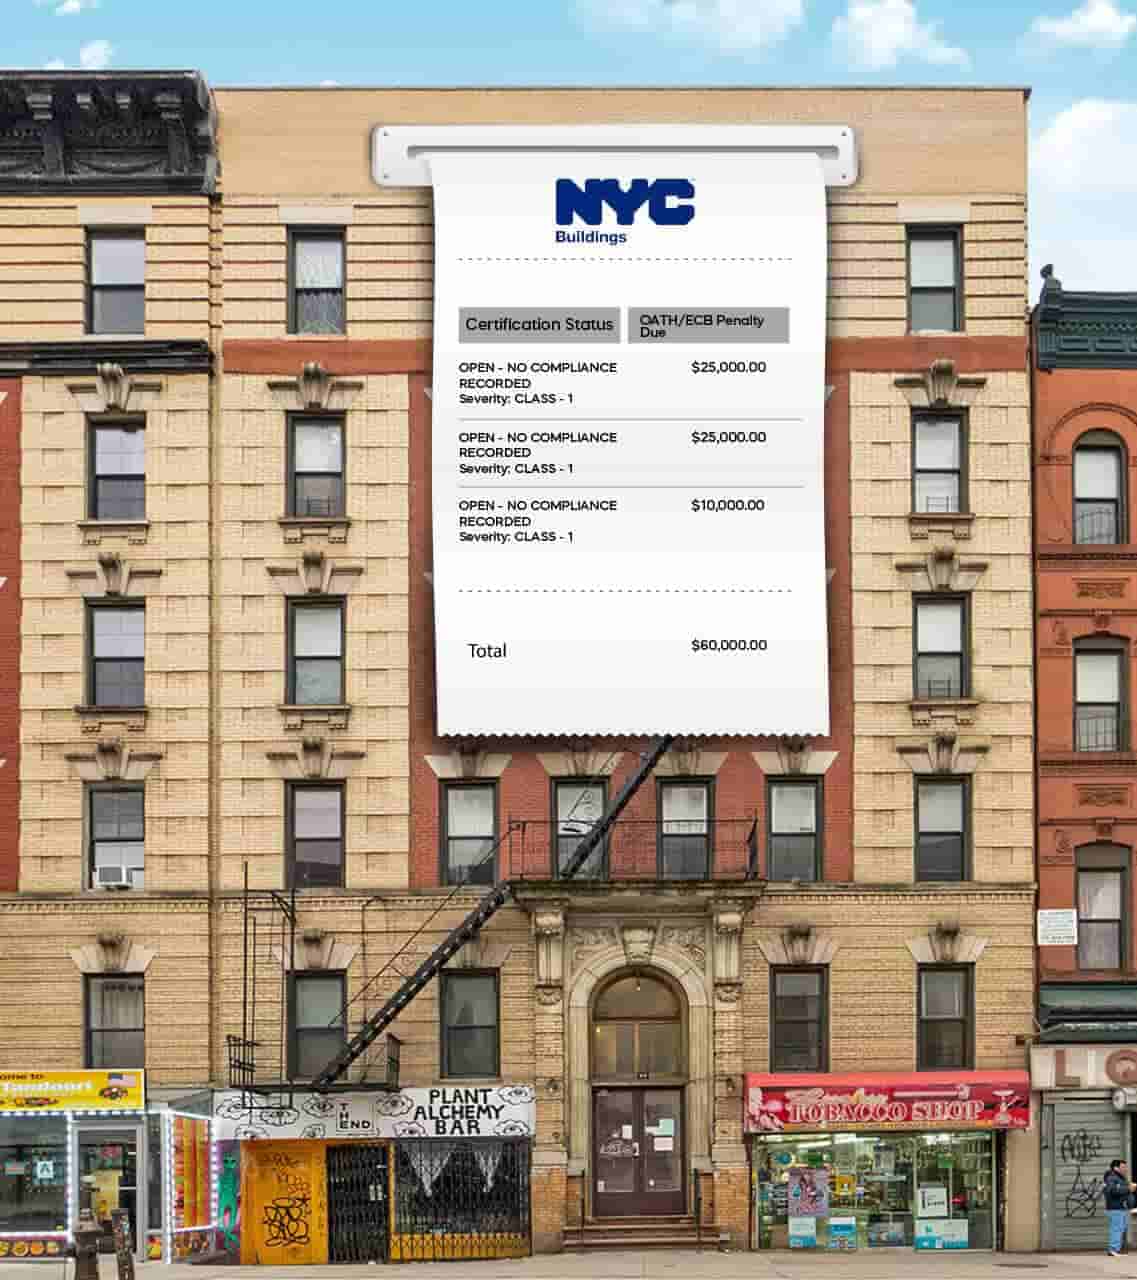 NYC
Buildings
Certification Status
OATH/ECB Penalty
Due
OPEN - NO COMPLIANCE
RECORDED
Severity: CLASS - 1
$25,000.00
OPEN - NO COMPLIANCE
RECORDED
Severity: CLASS - 1
$25,000.00
OPEN - NO COMPLIANCE
RECORDED
Severity: CLASS - 1
$10,000.00
Total
$60,000.00
Tandoori
THE
END
PLANT
ALCHEMY
BAR
TOBACCO SHOP
LIQ
A